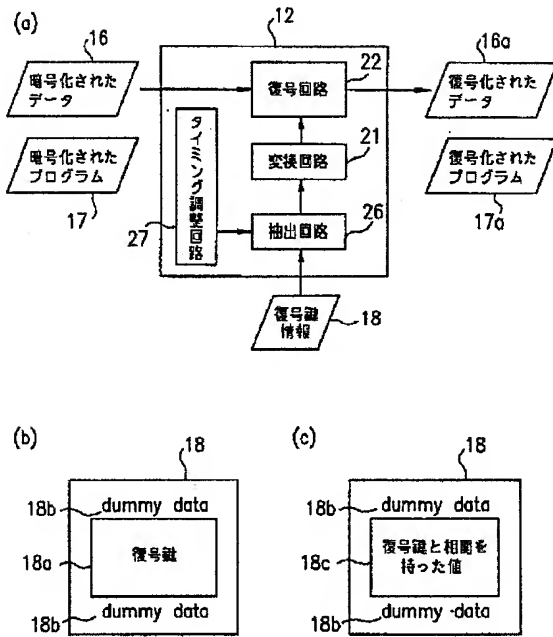 (a)
12
16
22
16a
暗号化された
データ
復号回路
復号化された
データ
21
変換回路
タイミング調整回路
暗号化された
プログラム
復号化された
プログラム
17
27
26
抽出回路
17a
復号鍵
情報
18
(b)
18
18b
dummy data
18a
復号鍵
18b
dummy data
(c)
18
18b
dummy data
18c
復号鍵と相関を
持った値
18b
dummy data